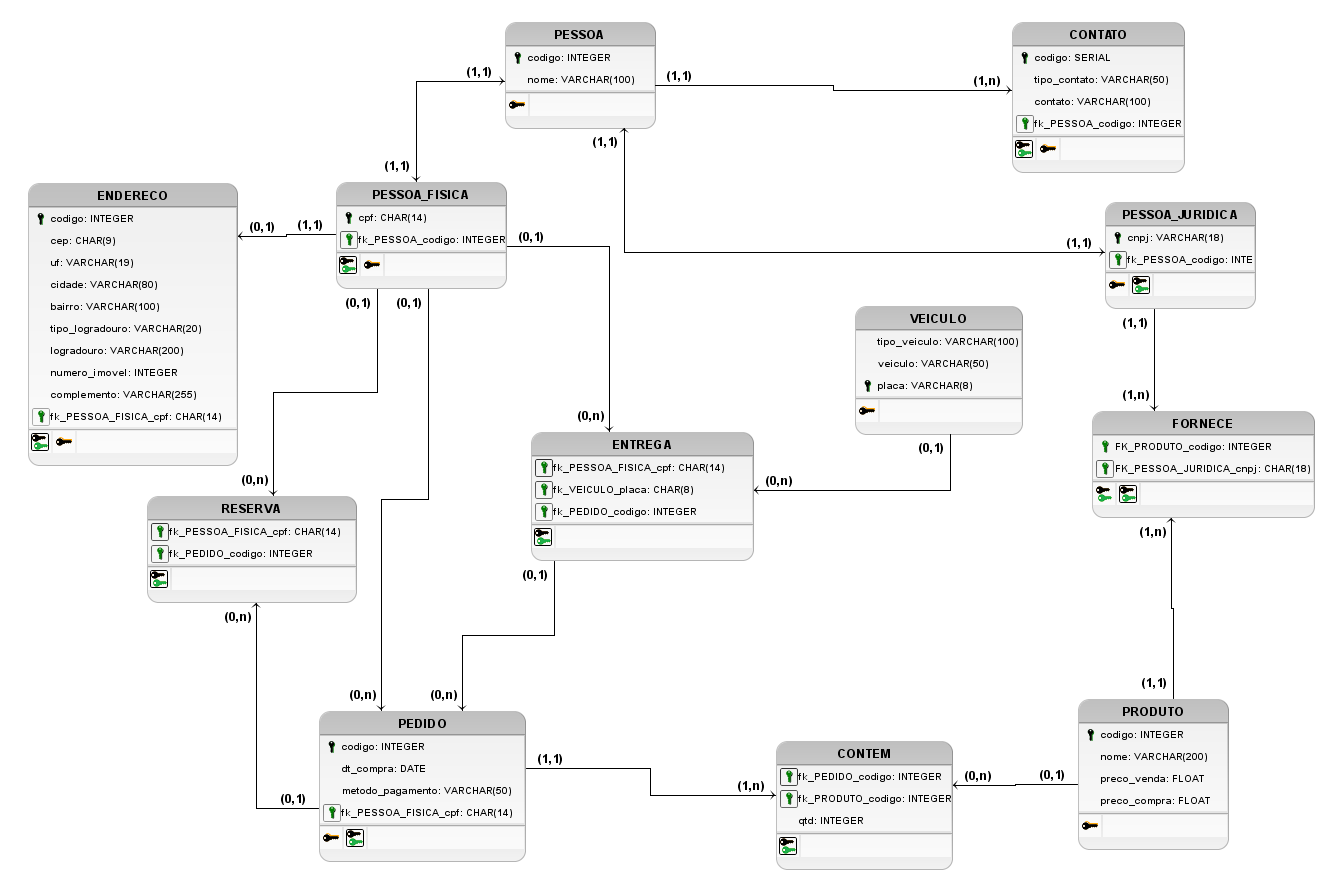 PESSOA
codigo: INTEGER
nome: VARCHAR(100)
(1,1)
(1,1)
(1,1)
(1,n)
(1,1)
CONTATO
codigo: SERIAL
tipo_contato: VARCHAR(50)
contato: VARCHAR(100)
fk_PESSOA_codigo: INTEGER
ENDERECO
codigo: INTEGER
cep: CHAR(9)
uf: VARCHAR(19)
cidade: VARCHAR(80)
bairro: VARCHAR(100)
tipo_logradouro: VARCHAR(20)
logradouro: VARCHAR(200)
numero_imovel: INTEGER
complemento: VARCHAR(255)
fk_PESSOA_FISICA_cpf: CHAR(14)
(0,1)
(1,1)
PESSOA_FISICA
cpf: CHAR(14)
fk_PESSOA_codigo: INTEGER
(0,1)
(0,1)
(0,1)
PESSOA_JURIDICA
cnpj: VARCHAR(18)
fk_PESSOA_codigo: INTE
(1,1)
(1,1)
(1,n)
VEICULO
tipo_veiculo: VARCHAR(100)
veiculo: VARCHAR(50)
placa: VARCHAR(8)
(0,1)
(0,n)
(0,n)
FORNECE
FK_PRODUTO_codigo: INTEGER
FK_PESSOA_JURIDICA_cnpj: CHAR(18)
(1,n)
(1,1)
ENTREGA
fk_PESSOA_FISICA_cpf: CHAR(14)
fk_VEICULO_placa: CHAR(8)
fk_PEDIDO_codigo: INTEGER
(0,1)
(0,n)
RESERVA
fk_PESSOA_FISICA_cpf: CHAR(14)
fk_PEDIDO_codigo: INTEGER
(0,n)
(0,1)
(0,n)
(0,n)
PEDIDO
codigo: INTEGER
dt_compra: DATE
metodo_pagamento: VARCHAR(50)
fk_PESSOA_FISICA_cpf: CHAR(14)
(1,1)
(1,n)
CONTEM
fk_PEDIDO_codigo: INTEGER
fk_PRODUTO_codigo: INTEGER
qtd: INTEGER
(0,n)
(0,1)
PRODUTO
codigo: INTEGER
nome: VARCHAR(200)
preco_venda: FLOAT
preco_compra: FLOAT